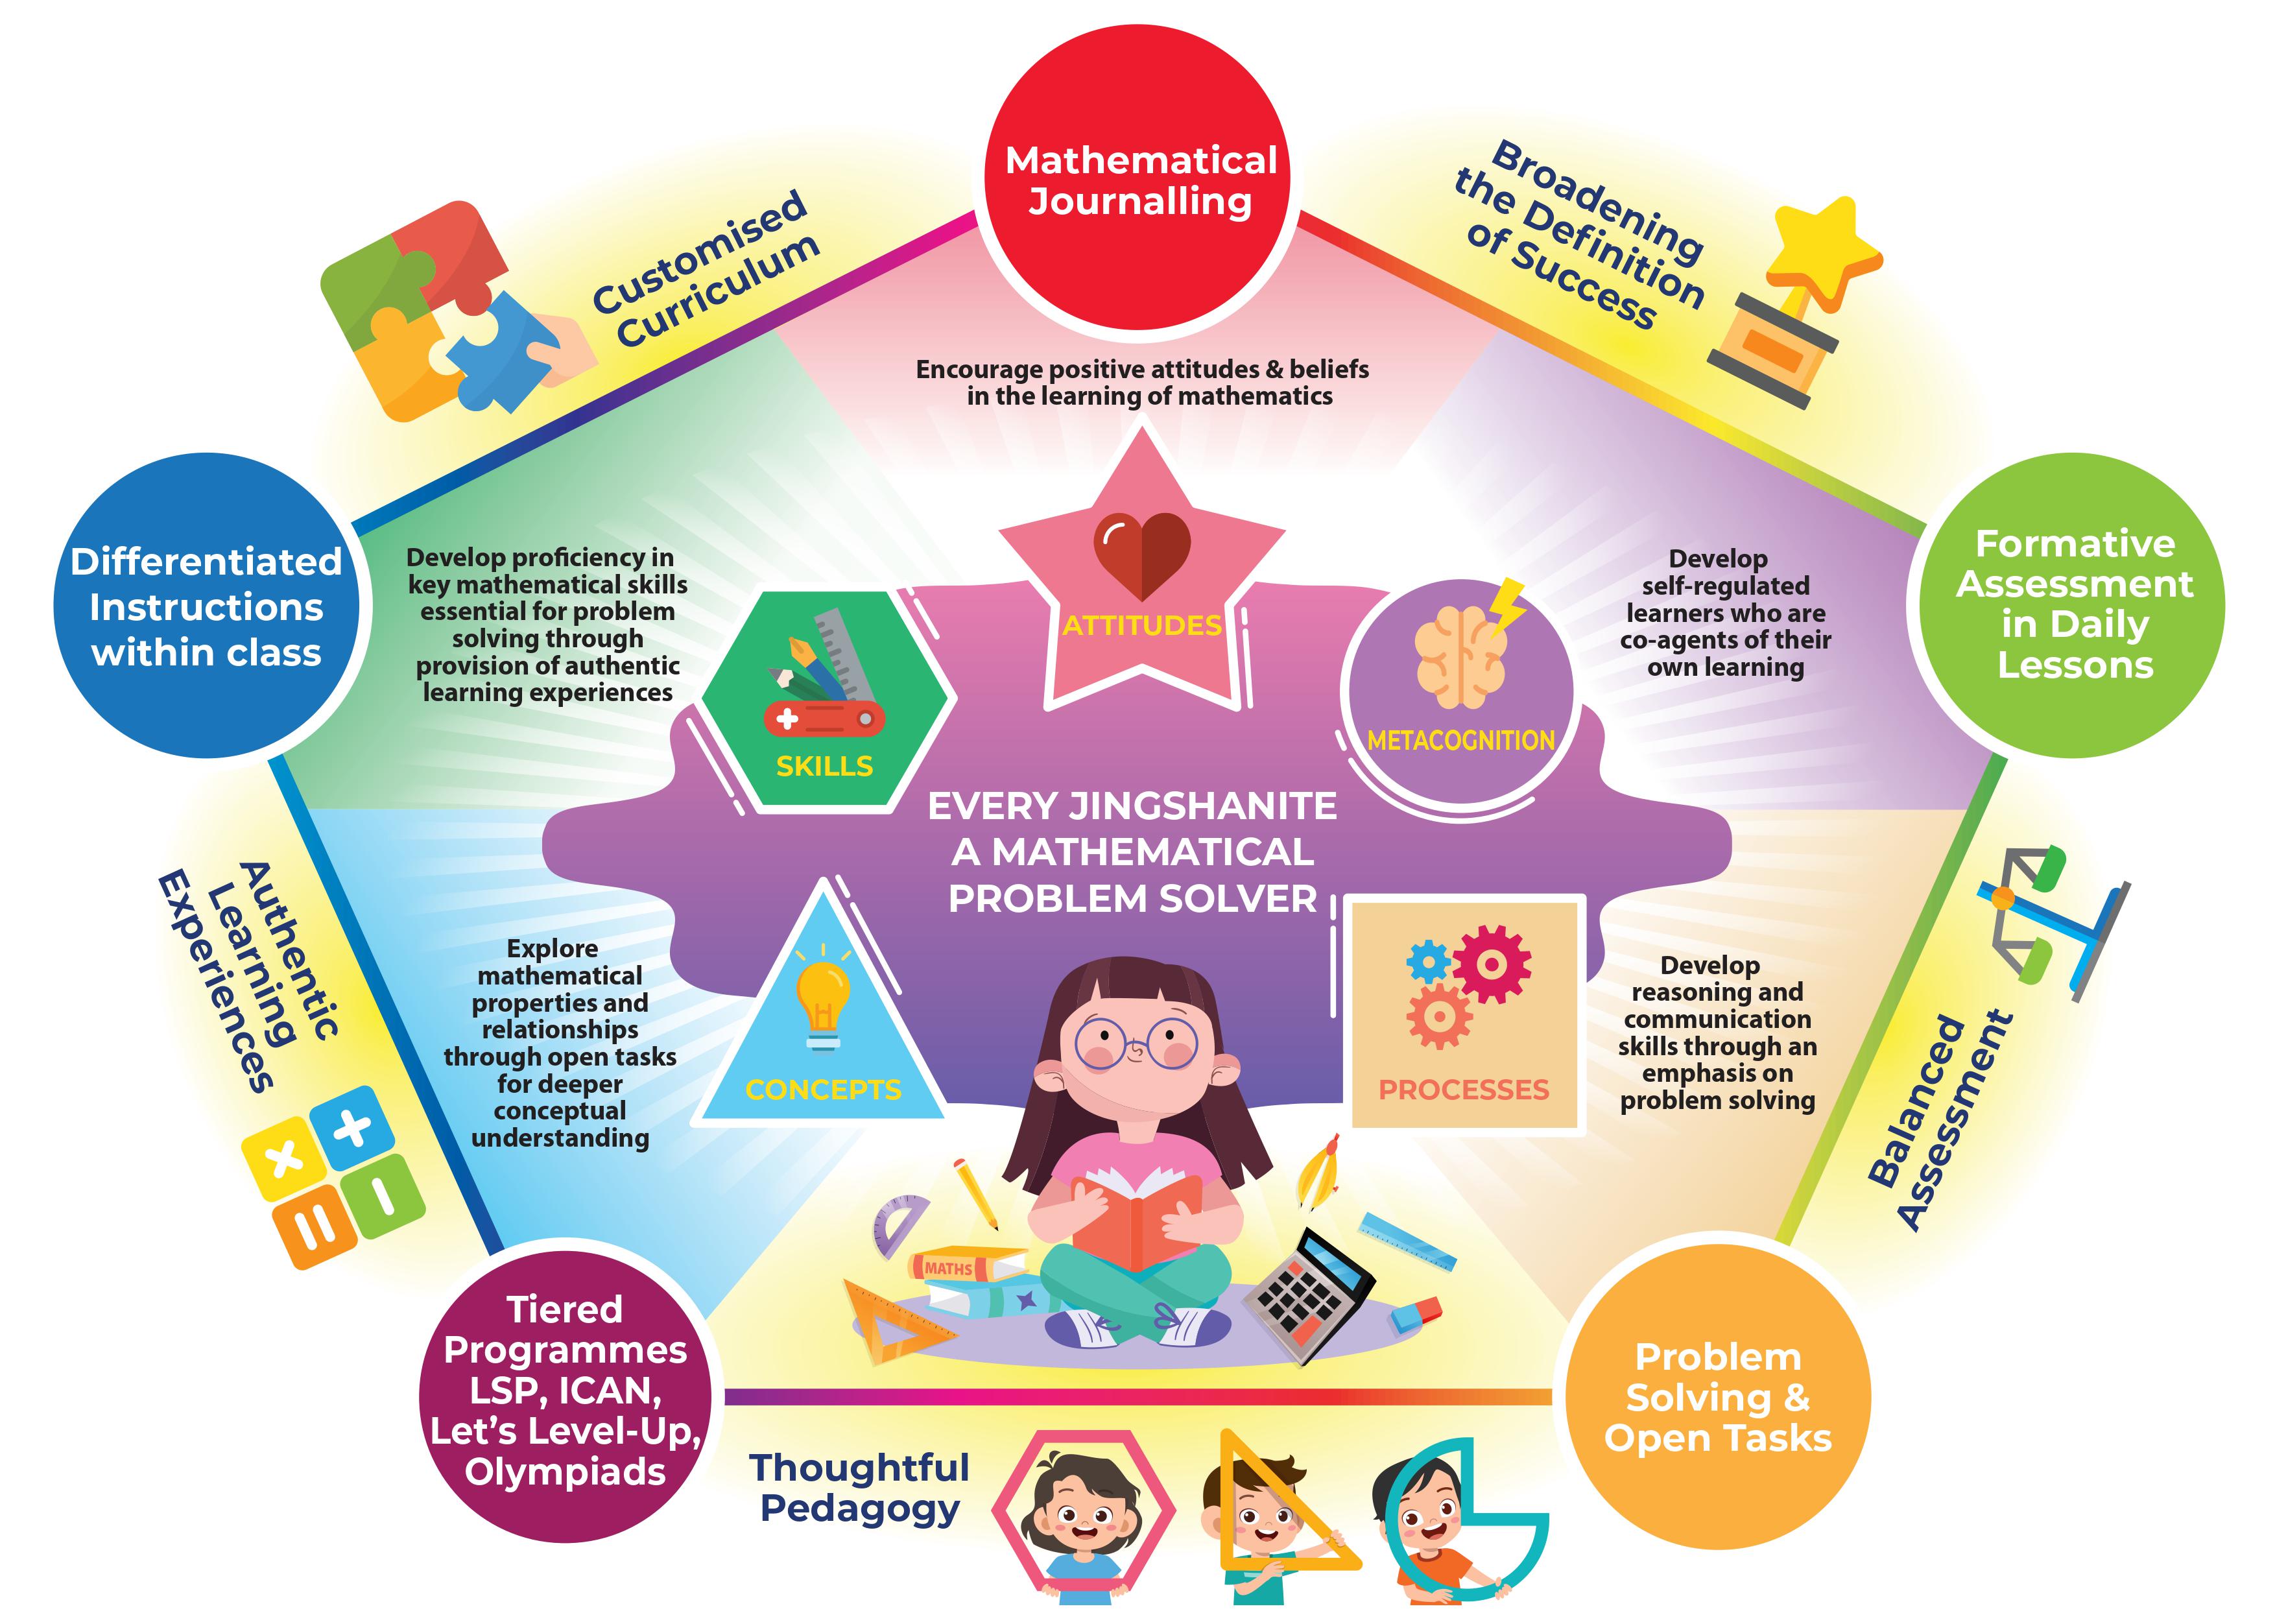 Mathematical
Journalling
Customised
Curriculum
Broadening
the Definition
of Success
Encourage positive attitudes & beliefs
in the learning of mathematics
Differentiated
Instructions
within class
Develop proficiency in
key mathematical skills
essential for problem
solving through
provision of authentic
learning experiences
SKILLS
ATTITUDES
METACOGNITION
Develop
self-regulated
learners who are
co-agents of their
own learning
Formative
Assessment
in Daily
Lessons
EVERY JINGSHANITE
A MATHEMATICAL
PROBLEM SOLVER
Authentic
Learning
Experiences
Explore
mathematical
properties and
relationships
through open tasks
for deeper
conceptual
understanding
CONCEPTS
PROCESSES
Develop
reasoning and
communication
skills through an
emphasis on
problem solving
Balanced
Assessment
MATHS
Tiered
Programmes
LSP, ICAN,
Let's Level-Up,
Olympiads
Problem
Solving &
Open Tasks
Thoughtful
Pedagogy